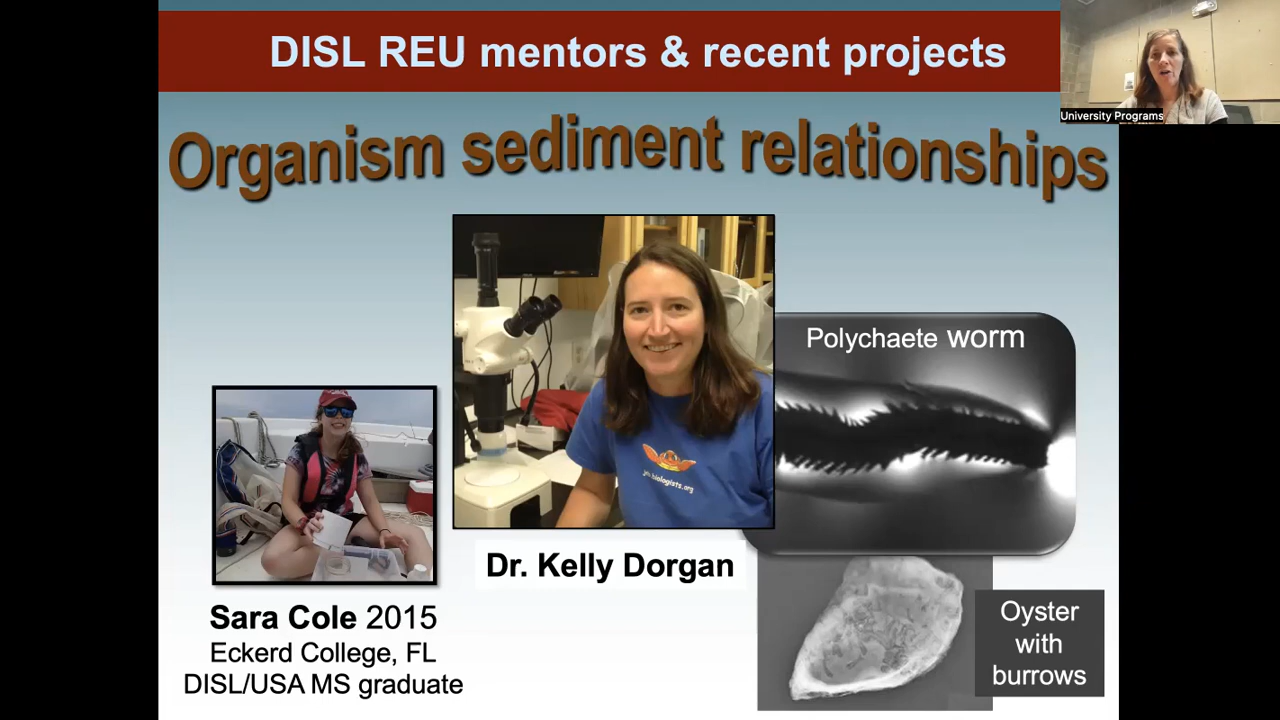 DISL REU mentors & recent projects
University Programs
Organism sediment relationships
Polychaete worm
Dr. Kelly Dorgan
Sara Cole 2015
Eckerd College, FL
DISL/USA MS graduate
Oyster
with
burrows